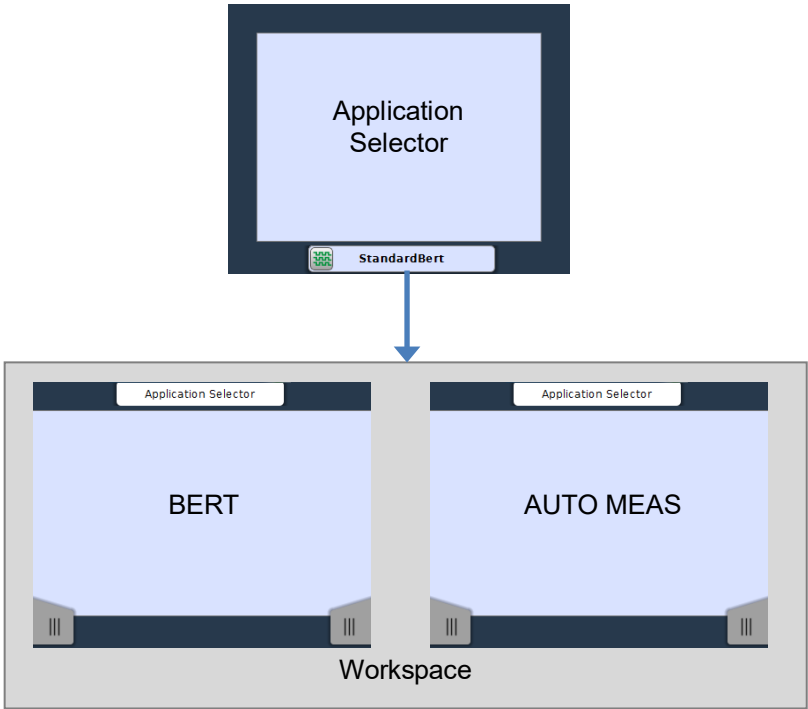 Application
Selector
StandardBert
Application Selector
Application Selector
BERT
AUTO MEAS
Workspace